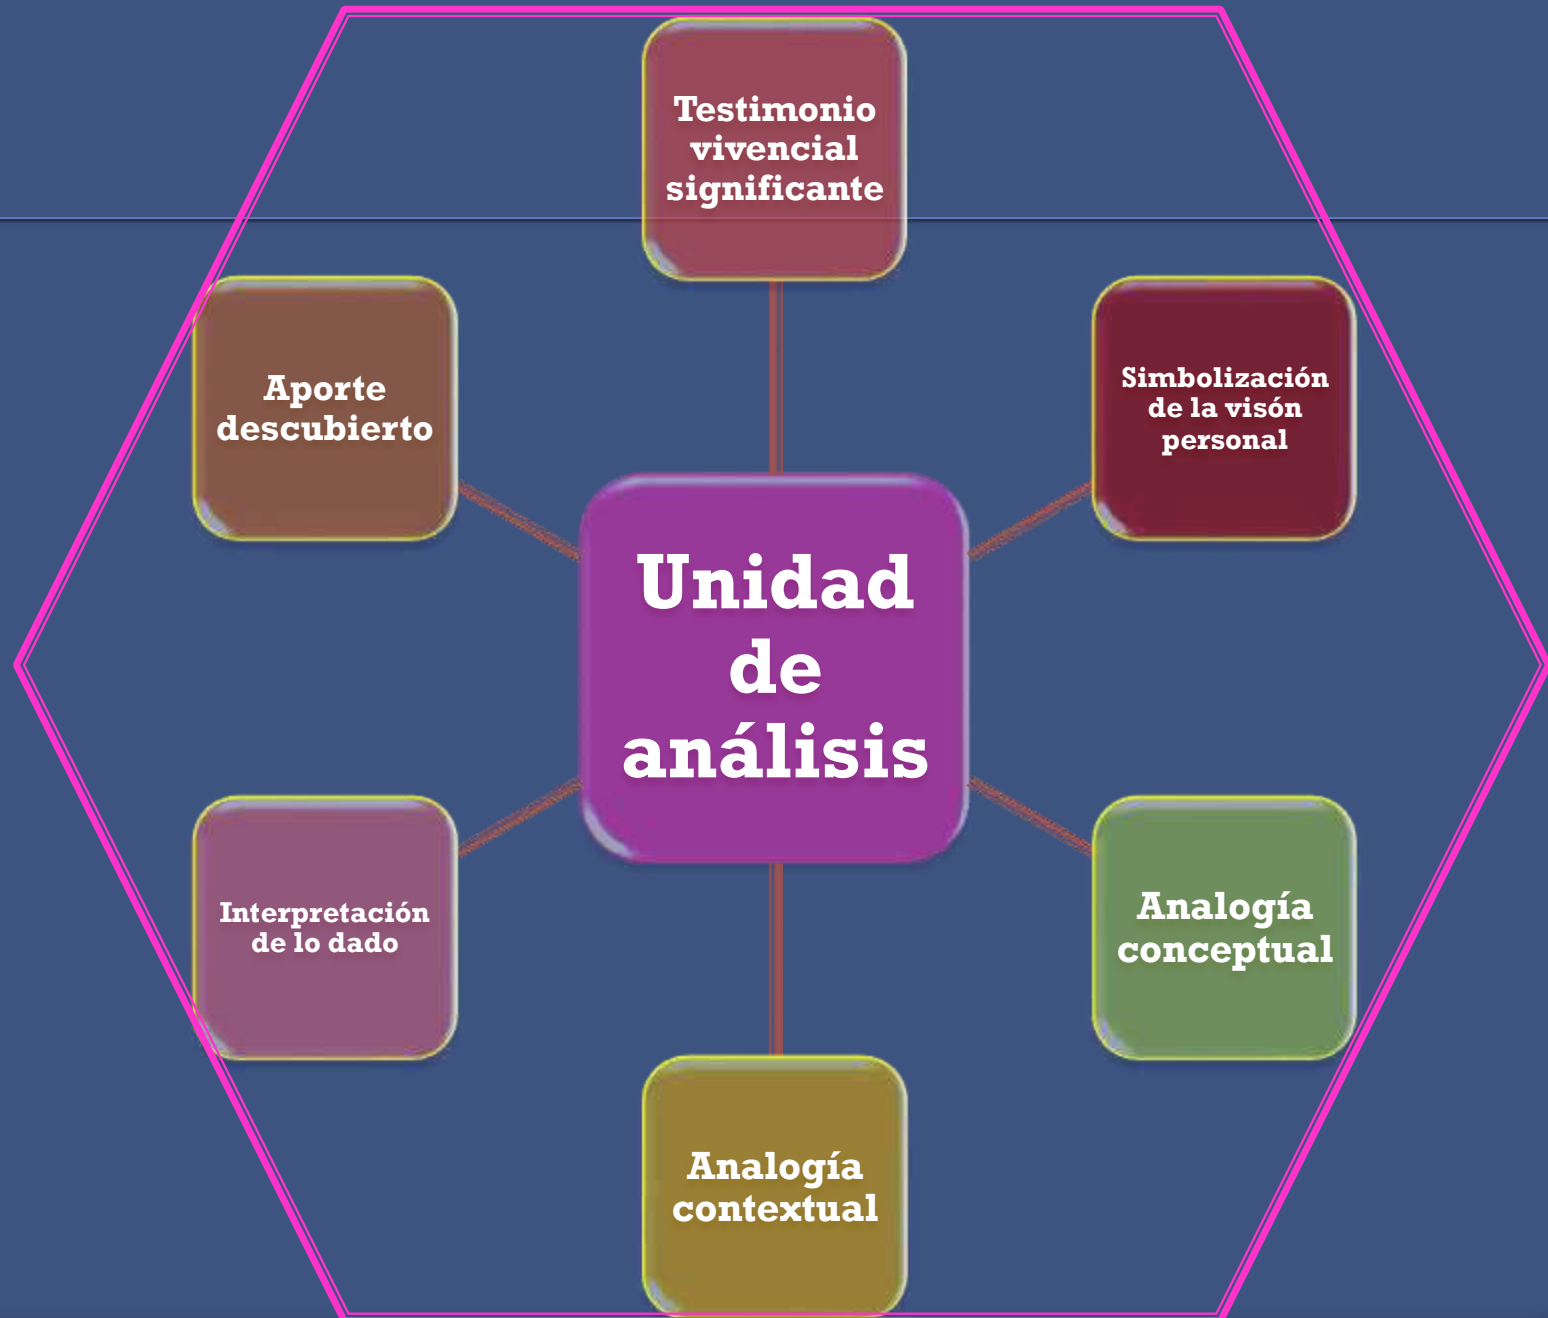 Testimonio
vivencial
significante
Simbolización
de la visón
personal
Analogía
conceptual
Analogía
contextual
Interpretación
de lo dado
Aporte
descubierto
Unidad
de
análisis